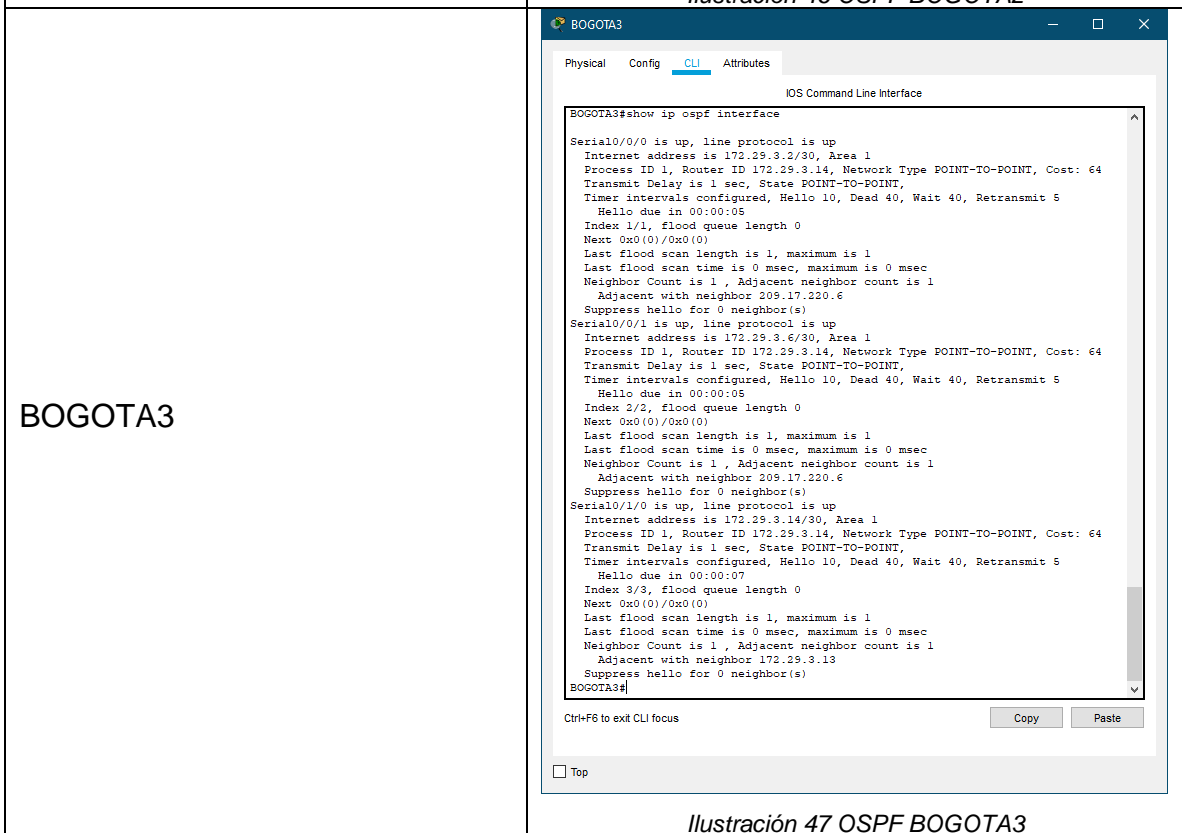 Ilustración 46 OSPF BOGOTA2
BOGOTA3
BOGOTA3
Physical Config CLI Attributes
IOS Command Line Interface
BOGOTA3#show ip ospf interface
Serial0/0/0 is up, line protocol is up
Internet address is 172.29.3.2/30, Area 1
Process ID 1, Router ID 172.29.3.14, Network Type POINT-TO-POINT, Cost: 64
Transmit Delay is 1 sec, State POINT-TO-POINT,
Timer intervals configured, Hello 10, Dead 40, Wait 40, Retransmit 5
Hello due in 00:00:05
Index 1/1, flood queue length 0
Next 0x0(0)/0x0(0)
Last flood scan length is 1, maximum is 1
Last flood scan time is 0 msec, maximum is 0 msec
Neighbor Count is 1 , Adjacent neighbor count is 1
Adjacent with neighbor 209.17.220.6
Suppress hello for 0 neighbor(s)
Serial0/0/1 is up, line protocol is up
Internet address is 172.29.3.6/30, Area 1
Process ID 1, Router ID 172.29.3.14, Network Type POINT-TO-POINT, Cost: 64
Transmit Delay is 1 sec, State POINT-TO-POINT,
Timer intervals configured, Hello 10, Dead 40, Wait 40, Retransmit 5
Hello due in 00:00:05
Index 2/2, flood queue length 0
Next 0x0(0)/0x0(0)
Last flood scan length is 1, maximum is 1
Last flood scan time is 0 msec, maximum is 0 msec
Neighbor Count is 1 , Adjacent neighbor count is 1
Adjacent with neighbor 209.17.220.6
Suppress hello for 0 neighbor(s)
Serial0/1/0 is up, line protocol is up
Internet address is 172.29.3.14/30, Area 1
Process ID 1, Router ID 172.29.3.14, Network Type POINT-TO-POINT, Cost: 64
Transmit Delay is 1 sec, State POINT-TO-POINT,
Timer intervals configured, Hello 10, Dead 40, Wait 40, Retransmit 5
Hello due in 00:00:07
Index 3/3, flood queue length 0
Next 0x0(0)/0x0(0)
Last flood scan length is 1, maximum is 1
Last flood scan time is 0 msec, maximum is 0 msec
Neighbor Count is 1 , Adjacent neighbor count is 1
Adjacent with neighbor 172.29.3.13
Suppress hello for 0 neighbor(s)
BOGOTA3#
Ctrl+F6 to exit CLI focus Copy Paste
Top
Ilustración 47 OSPF BOGOTA3